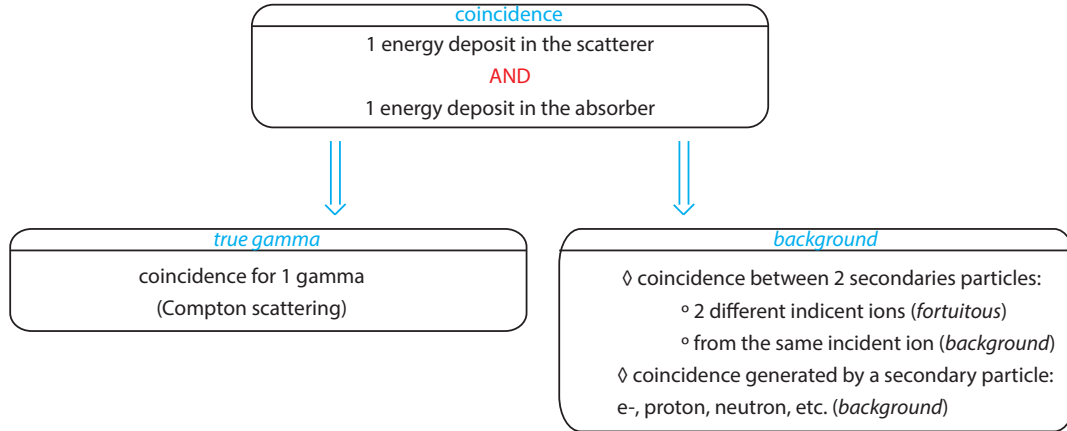 coincidence
1 energy deposit in the scatterer
AND
1 energy deposit in the absorber
true gamma
coincidence for 1 gamma
(Compton scattering)
background
◊ coincidence between 2 secondaries particles:
º 2 different indicent ions (fortuitous)
º from the same incident ion (background)
◊ coincidence generated by a secondary particle:
e-, proton, neutron, etc. (background)